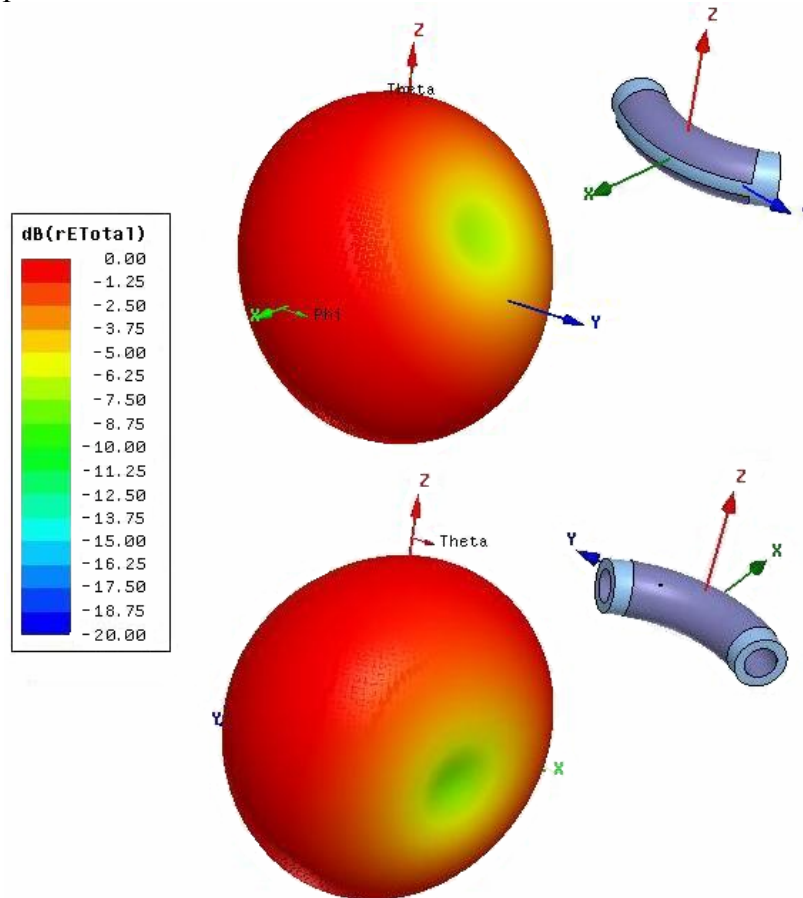 Z
Theta
X
Phi
Y
Z
X
dB(rETotal)
0.00
-1.25
-2.50
-3.75
-5.00
-6.25
-7.50
-8.75
-10.00
-11.25
-12.50
-13.75
-15.00
-16.25
-17.50
-18.75
-20.00
Z
Theta
Y
X
Z
Y
X